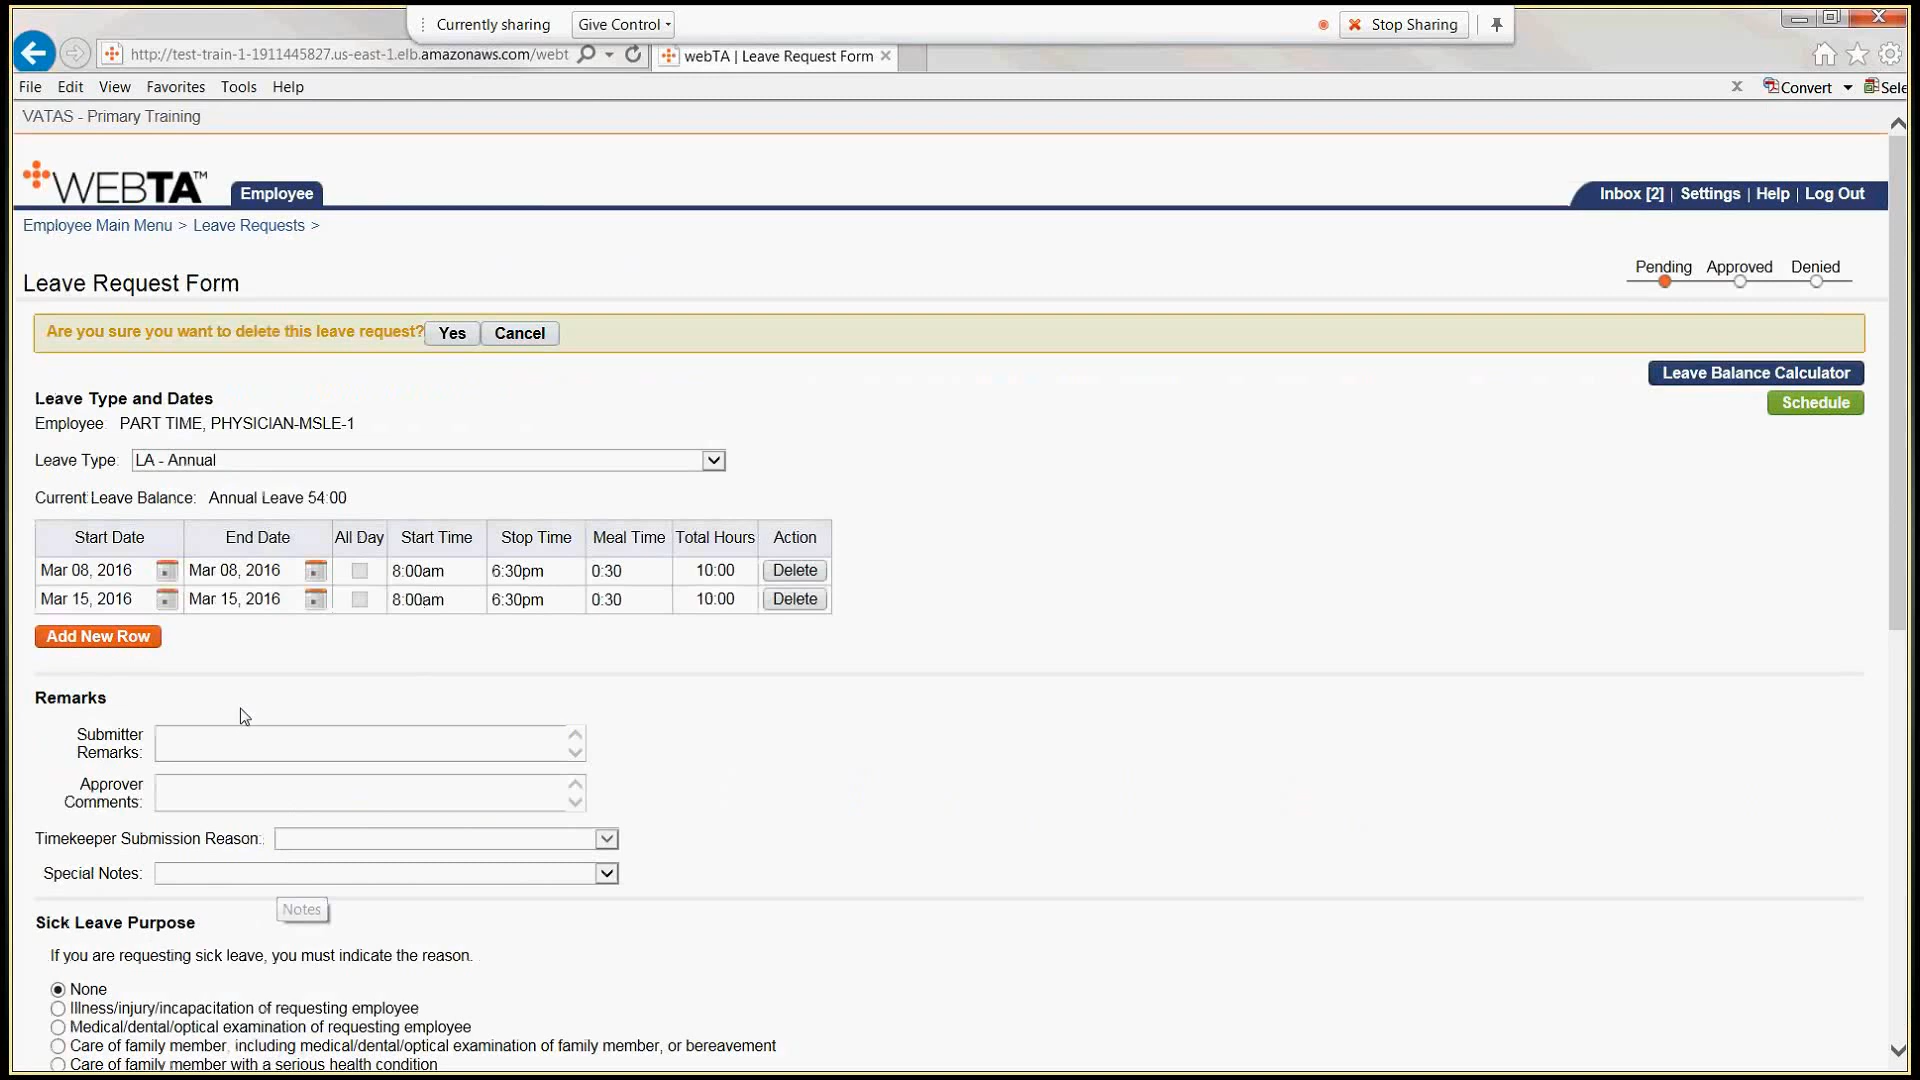 Currently sharing Give Control Stop Sharing
http://test-train-1-1911445827.us-east-1.elb.amazonaws.com/webt webTA | Leave Request Form
File Edit View Favorites Tools Help x Convert Sele
VATAS - Primary Training
WEBTA™ Employee Inbox [2] | Settings | Help | Log Out
Employee Main Menu > Leave Requests >
Pending Approved Denied
Leave Request Form
Are you sure you want to delete this leave request? Yes Cancel
Leave Balance Calculator
Leave Type and Dates
Schedule
Employee: PART TIME, PHYSICIAN-MSLE-1
Leave Type: LA - Annual
Current Leave Balance: Annual Leave 54:00
Start Date End Date All Day Start Time Stop Time Meal Time Total Hours Action
Mar 08, 2016 Mar 08, 2016 8:00am 6:30pm 0:30 10:00 Delete
Mar 15, 2016 Mar 15, 2016 8:00am 6:30pm 0:30 10:00 Delete
Add New Row
Remarks
Submitter
Remarks:
Approver
Comments:
Timekeeper Submission Reason:
Special Notes:
Notes
Sick Leave Purpose
If you are requesting sick leave, you must indicate the reason.
None
Illness/injury/incapacitation of requesting employee
Medical/dental/optical examination of requesting employee
Care of family member, including medical/dental/optical examination of family member, or bereavement
Care of family member with a serious health condition